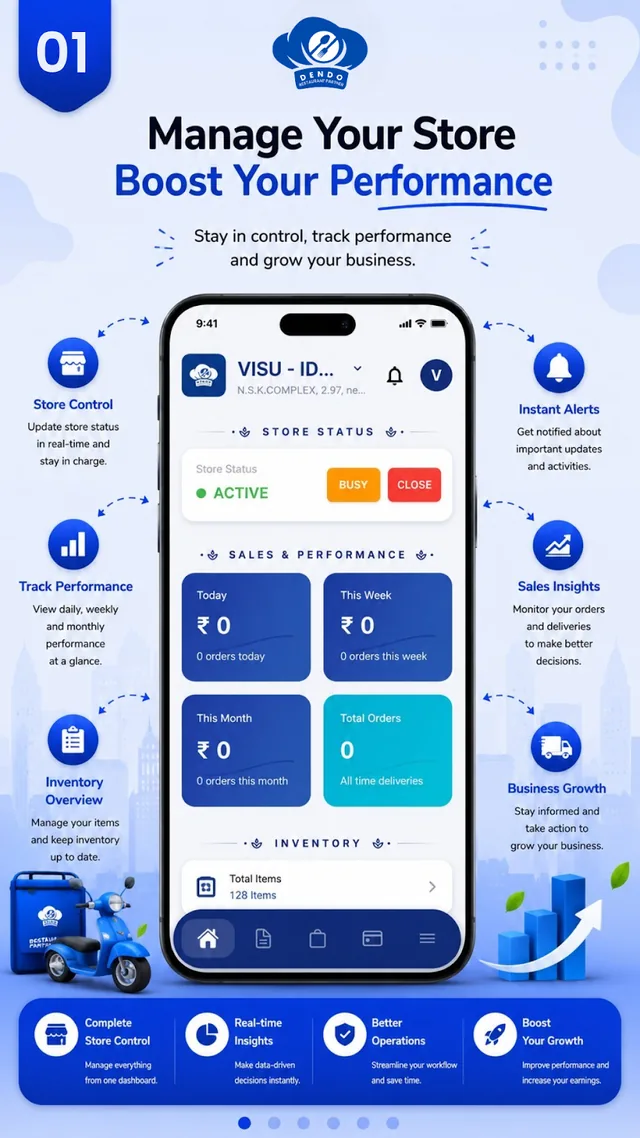 01
DENDO
RESTAURANT PARTNER
Manage Your Store
Boost Your Performance
Stay in control, track performance
and grow your business.
9:41
VISU - ID...
V
N.S.K.COMPLEX, 2.97, ne...
STORE STATUS
Store Status
ACTIVE
BUSY
CLOSE
SALES & PERFORMANCE
Today
₹ 0
0 orders today
This Week
₹ 0
0 orders this week
This Month
₹ 0
0 orders this month
Total Orders
0
All time deliveries
INVENTORY
Total Items
128 Items
Store Control
Update store status
in real-time and
stay in charge.
Track Performance
View daily, weekly
and monthly
performance
at a glance.
Inventory
Overview
Manage your items
and keep inventory
up to date.
Instant Alerts
Get notified about
important updates
and activities.
Sales Insights
Monitor your orders
and deliveries
to make better
decisions.
Business Growth
Stay informed and
take action to
grow your business.
Complete
Store Control
Manage everything
from one dashboard.
Real-time
Insights
Make data-driven
decisions instantly.
Better
Operations
Streamline your workflow
and save time.
Boost
Your Growth
Improve performance and
increase your earnings.